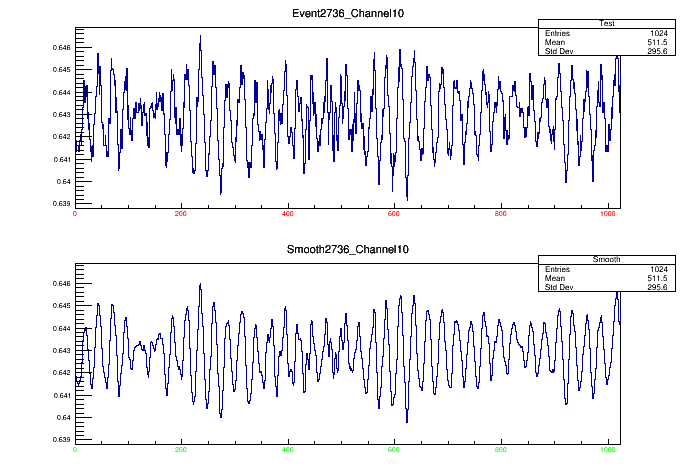 Event2736_Channel10
Test
Entries 1024
Mean 511.5
Std Dev 295.6
0.646
0.645
0.644
0.643
0.642
0.641
0.64
0.639
0 200 400 600 800 1000
Smooth2736_Channel10
Smooth
Entries 1024
Mean 511.5
Std Dev 295.6
0.646
0.645
0.644
0.643
0.642
0.641
0.64
0.639
0 200 400 600 800 1000